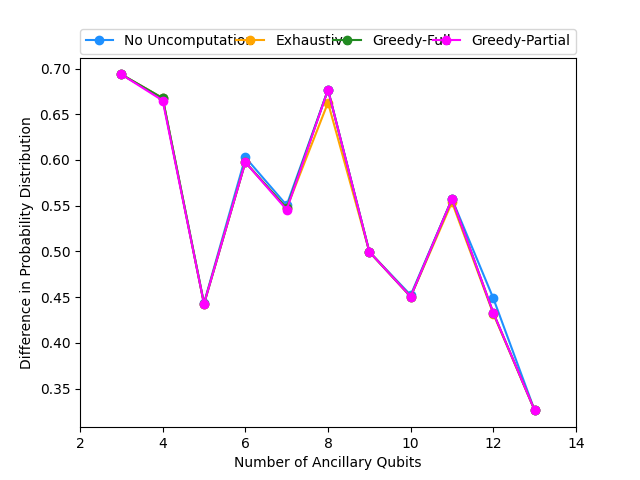 No Uncomputation Exhaustive Greedy-Full Greedy-Partial
0.70
0.65
0.60
0.55
0.50
0.45
0.40
0.35
Difference in Probability Distribution
2 4 6 8 10 12 14
Number of Ancillary Qubits